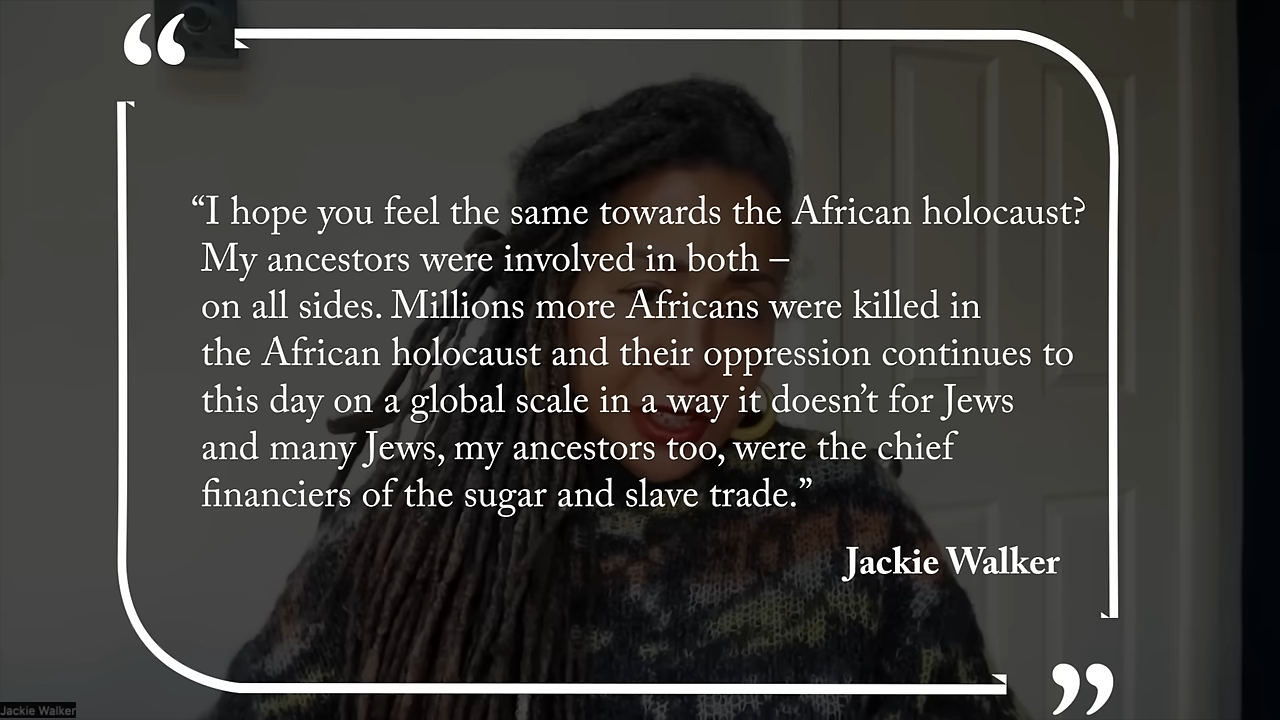 “
“I hope you feel the same towards the African holocaust?
My ancestors were involved in both –
on all sides. Millions more Africans were killed in
the African holocaust and their oppression continues to
this day on a global scale in a way it doesn’t for Jews
and many Jews, my ancestors too, were the chief
financiers of the sugar and slave trade.”
Jackie Walker
”
Jackie Walker